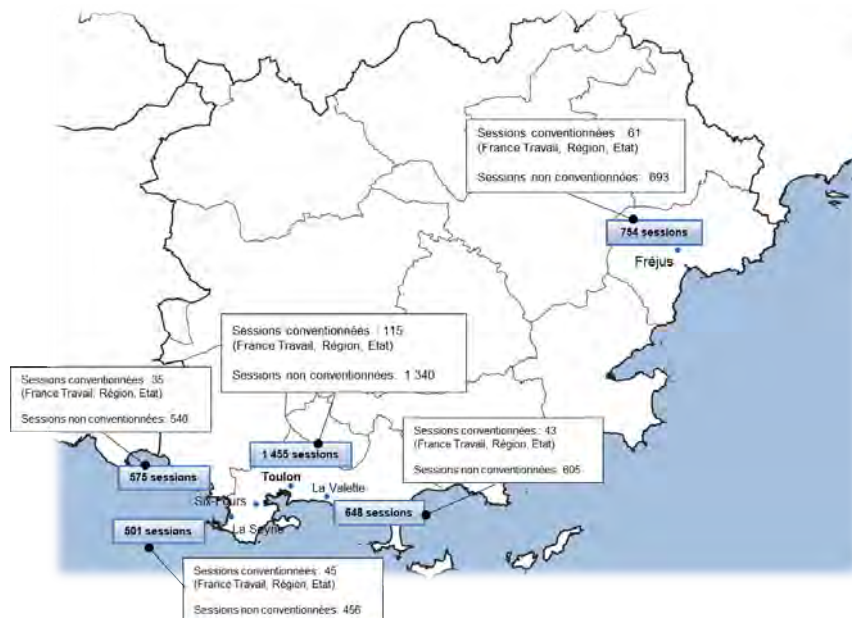 Sessions conventionnées : 61
(France Travail, Région, Etat)
Sessions non conventionnées: 693
754 sessions
Fréjus
Sessions conventionnées : 115
(France Travail, Région, Etat)
Sessions non conventionnées: 1 340
Sessions conventionnées : 35
(France Travail, Région, Etat)
Sessions non conventionnées: 540
Sessions conventionnées : 43
(France Travail, Région, Etat)
Sessions non conventionnées: 605
1 455 sessions
575 sessions
Toulon
La Valette
Six-Fours
648 sessions
501 sessions
La Seyne
Sessions conventionnées : 45
(France Travail, Région, Etat)
Sessions non conventionnées: 456